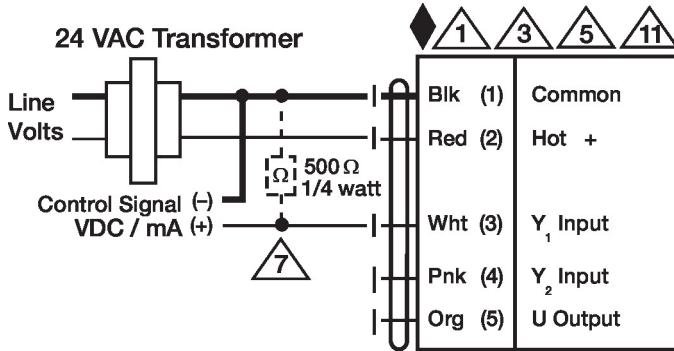 1 3 5 11
24 VAC Transformer
Line
Volts
Blk (1) Common
Red (2) Hot +
Ω 500 Ω
1/4 watt
Control Signal (–)
VDC / mA (+)
Wht (3) Y1 Input
7
Pnk (4) Y2 Input
Org (5) U Output